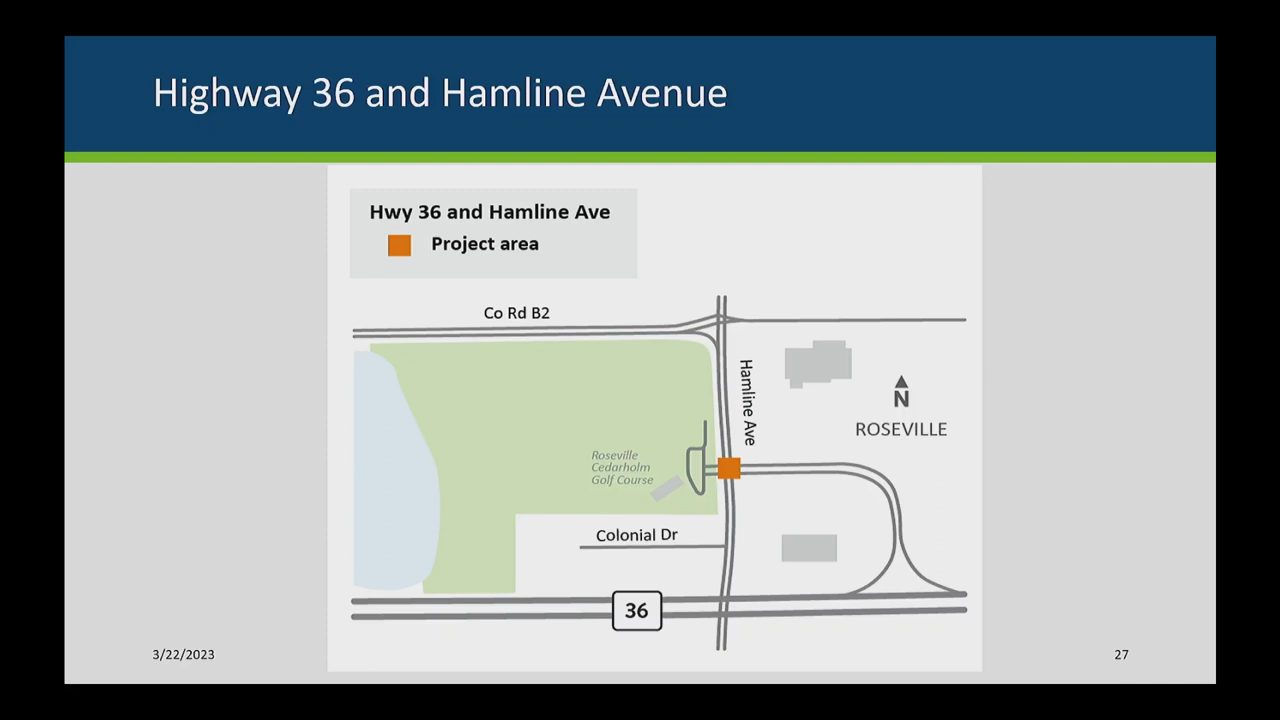 Highway 36 and Hamline Avenue
Hwy 36 and Hamline Ave
Project area
Co Rd B2
Hamline Ave
N
ROSEVILLE
Roseville
Cedarholm
Golf Course
Colonial Dr
36
3/22/2023
27